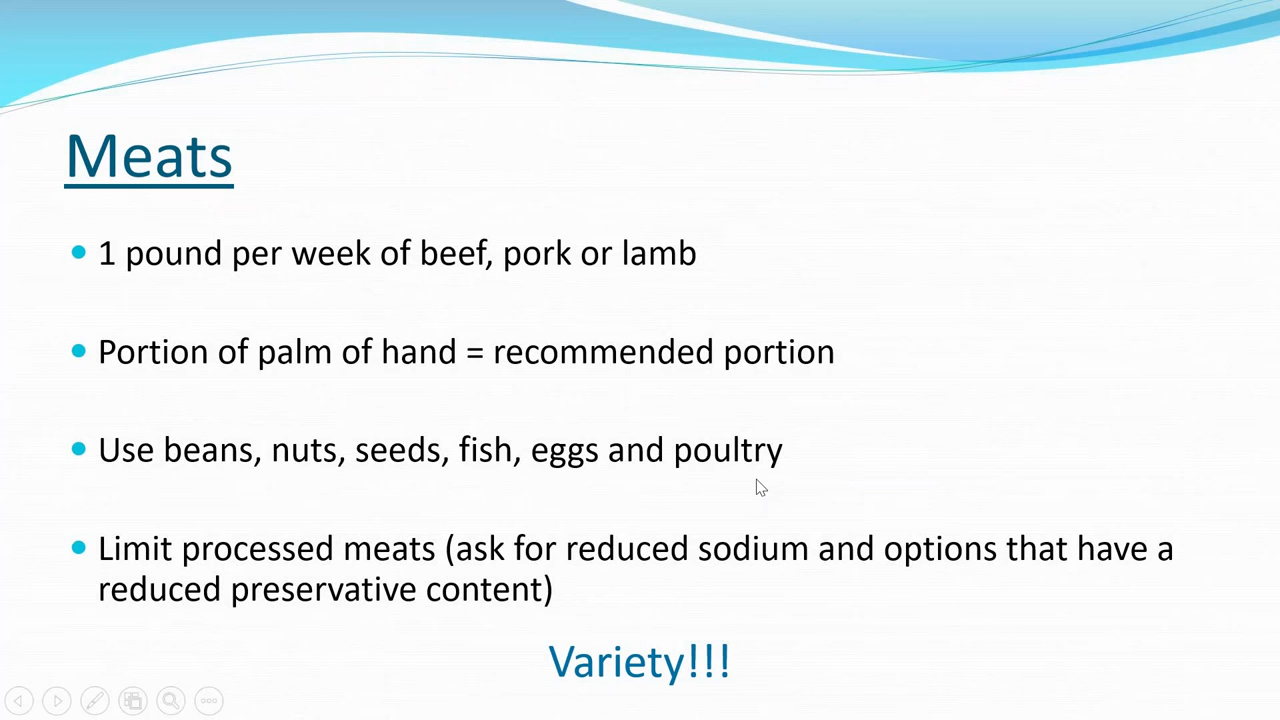 Meats
• 1 pound per week of beef, pork or lamb
• Portion of palm of hand = recommended portion
• Use beans, nuts, seeds, fish, eggs and poultry
• Limit processed meats (ask for reduced sodium and options that have a
reduced preservative content)
Variety!!!